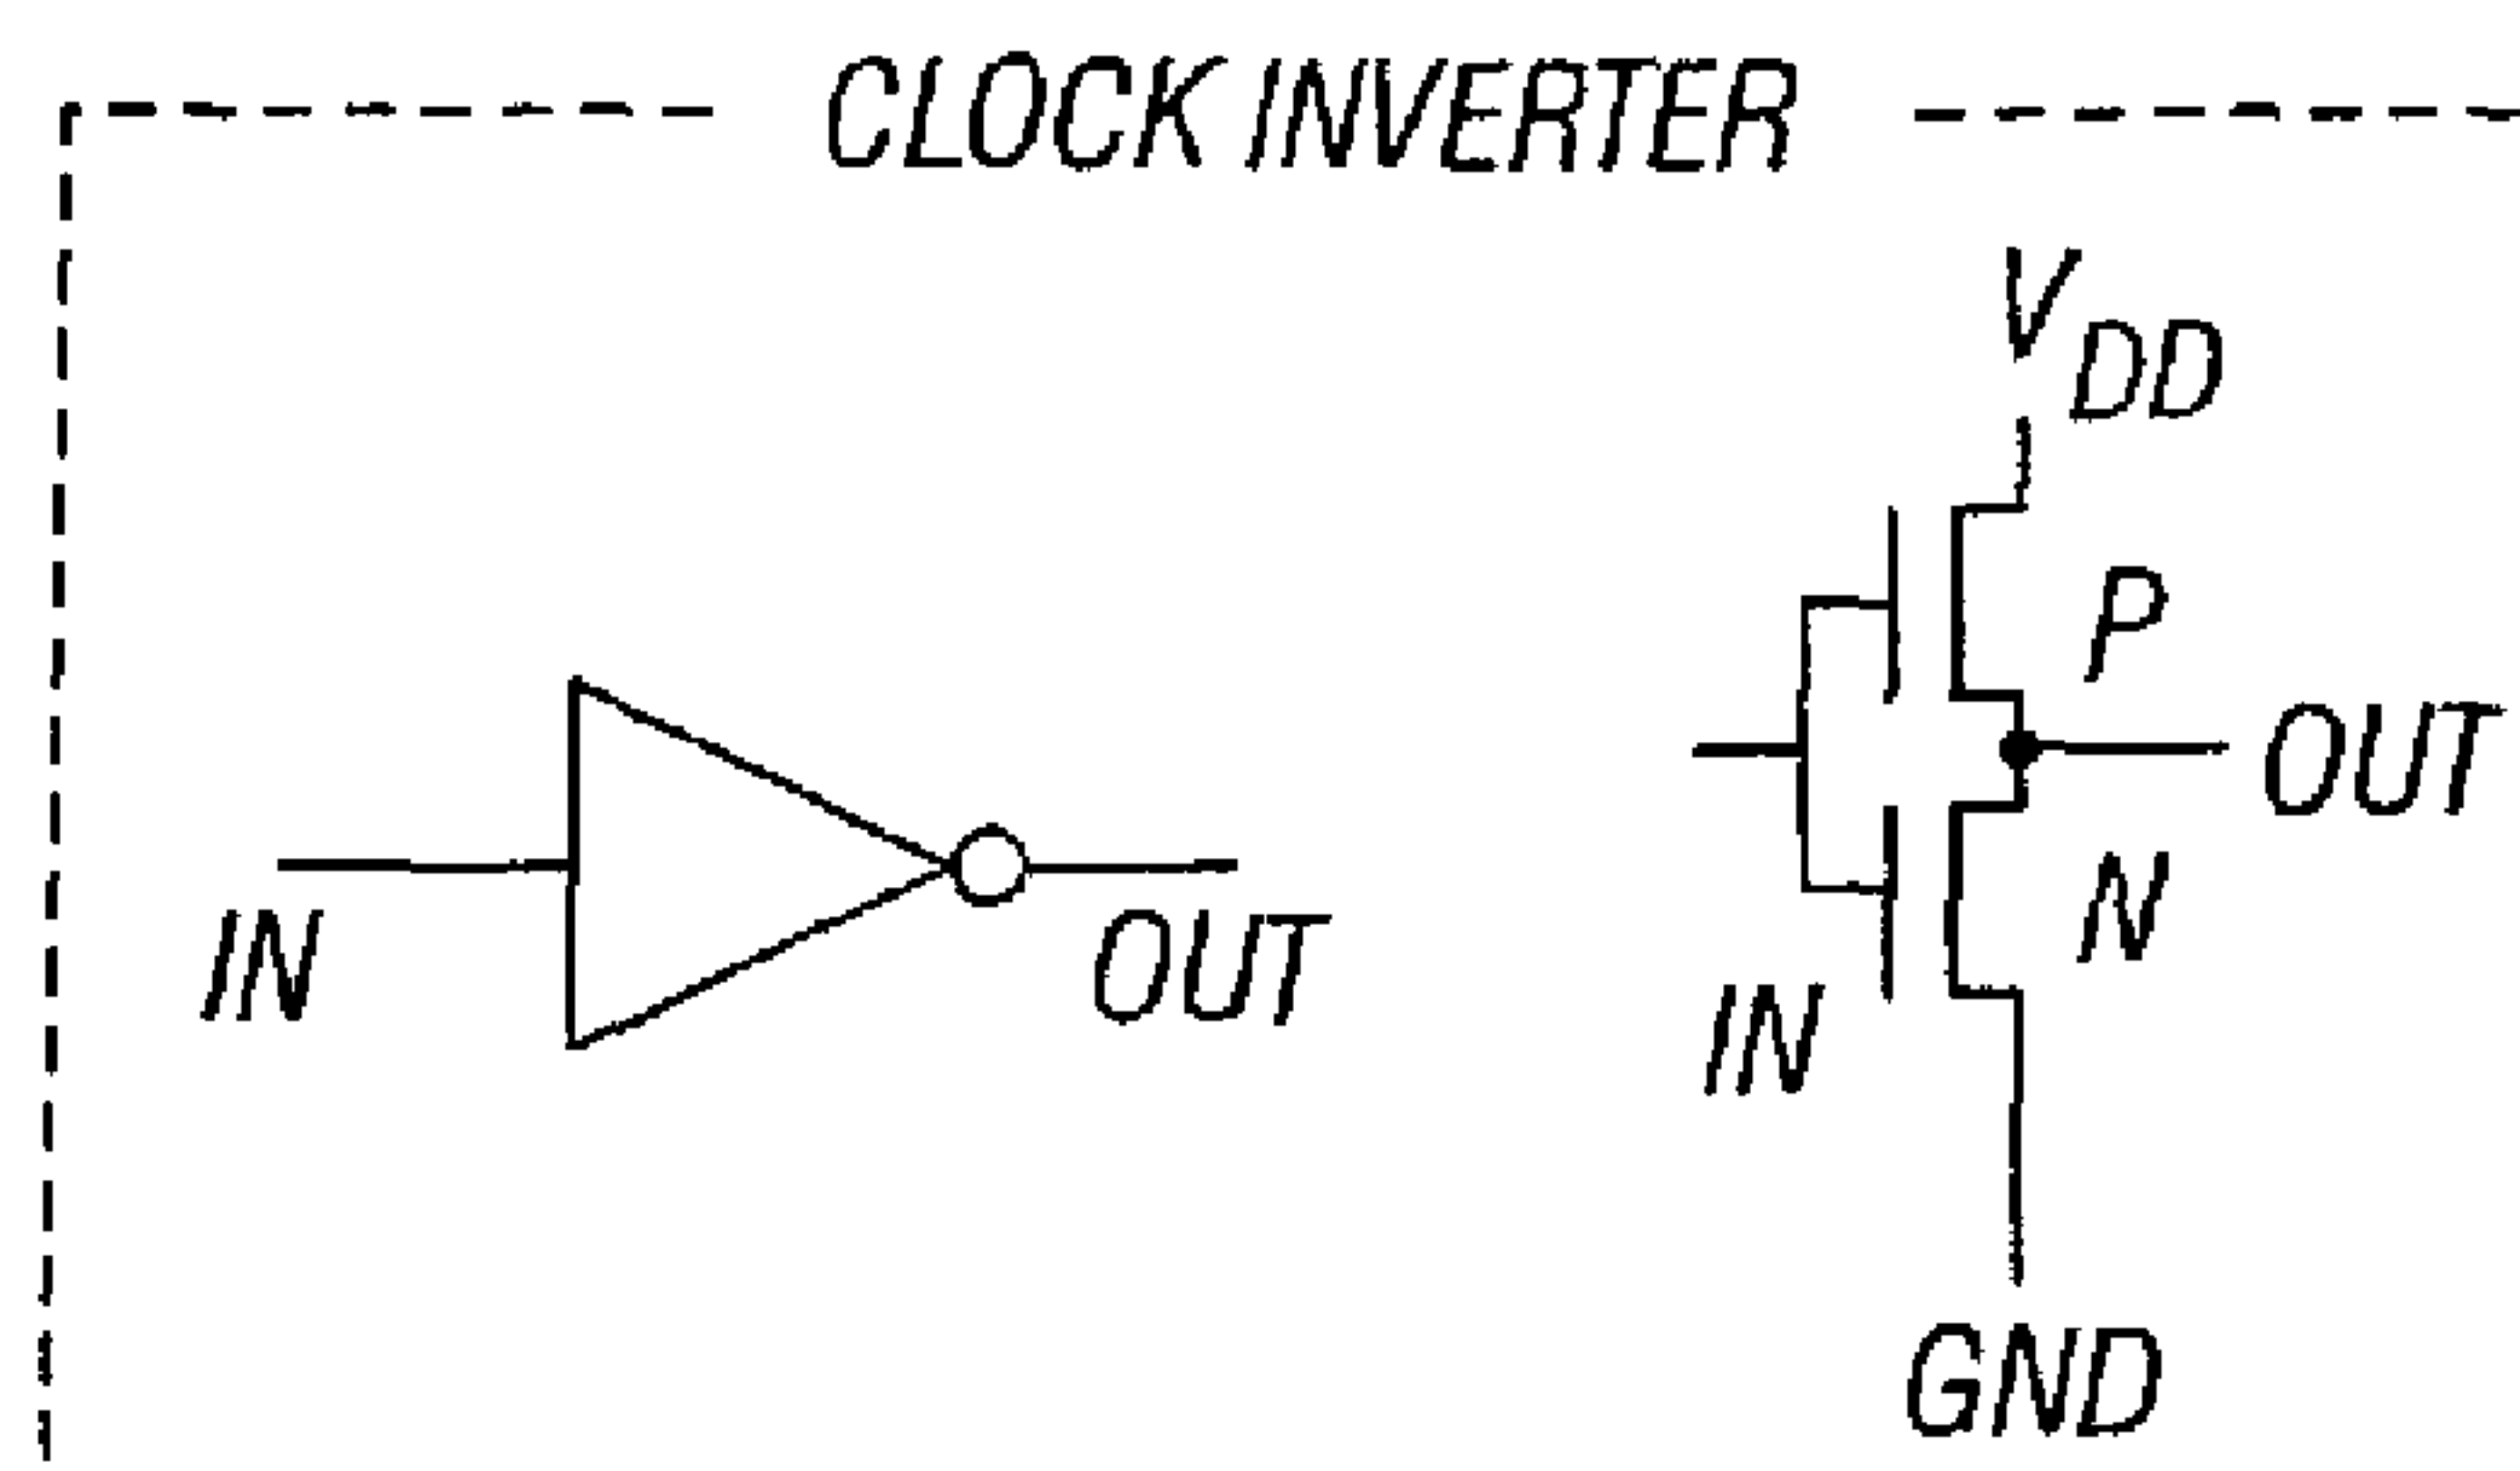 CLOCK INVERTER
VDD
P
OUT
N
IN
OUT
IN
GND